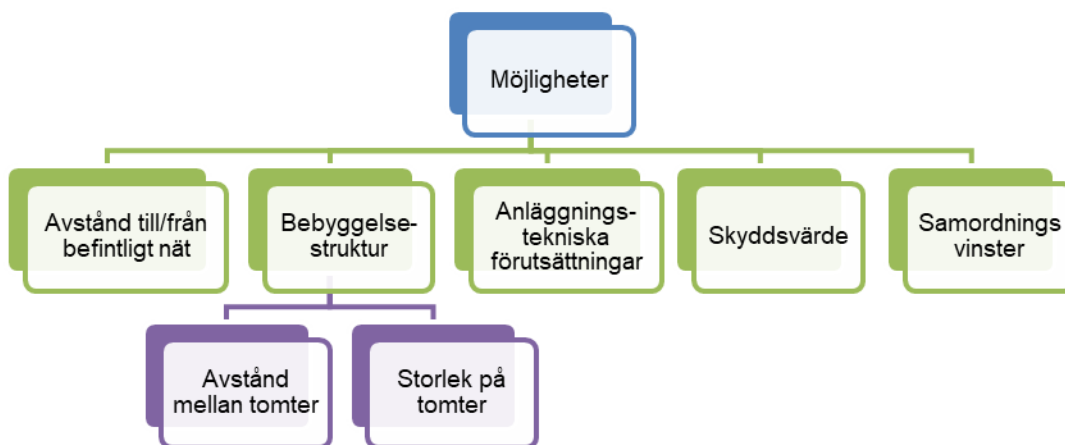 Möjligheter
Avstånd till/från
befintligt nät
Bebyggelse-
struktur
Anläggnings-
tekniska
förutsättningar
Skyddsvärde
Samordnings
vinster
Avstånd
mellan tomter
Storlek på
tomter